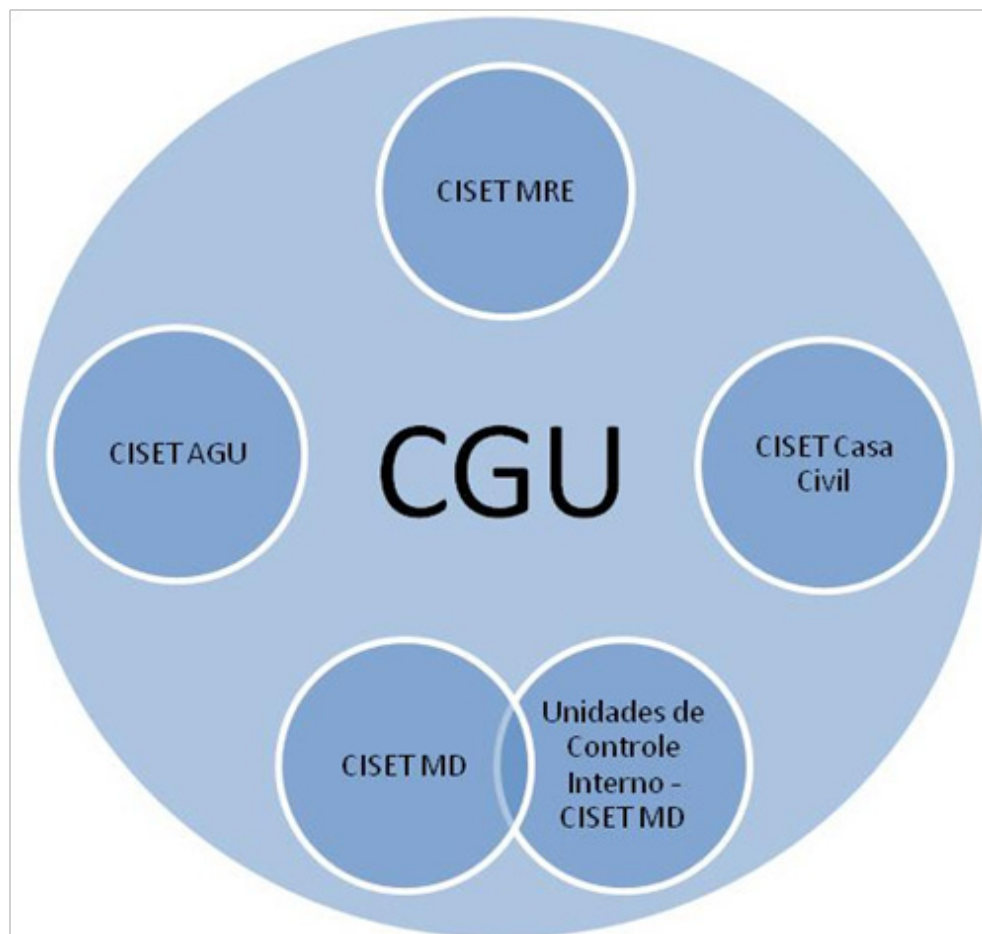 CISET MRE
CISET AGU
CGU
CISET Casa
Civil
CISET MD
Unidades de
Controle
Interno -
CISET MD